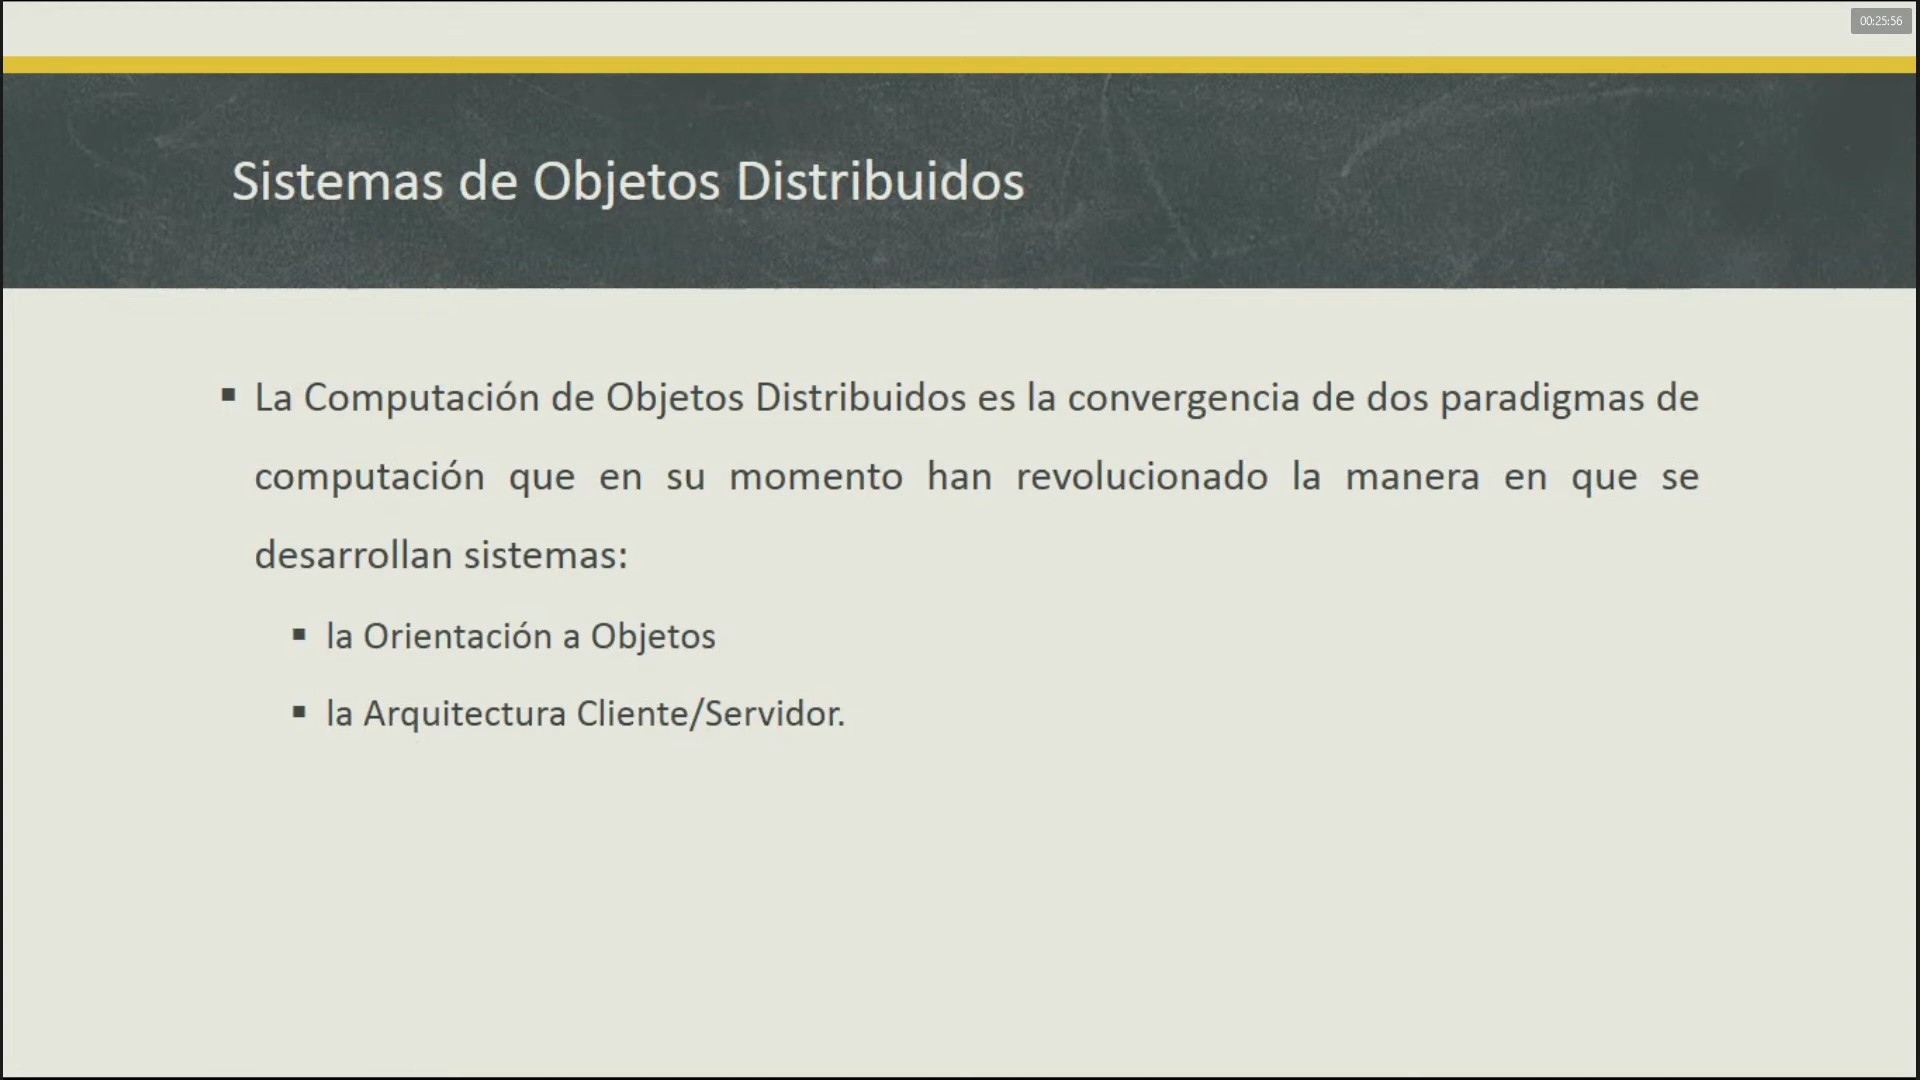 00:25:56
Sistemas de Objetos Distribuidos
▪ La Computación de Objetos Distribuidos es la convergencia de dos paradigmas de
computación que en su momento han revolucionado la manera en que se
desarrollan sistemas:
▪ la Orientación a Objetos
▪ la Arquitectura Cliente/Servidor.